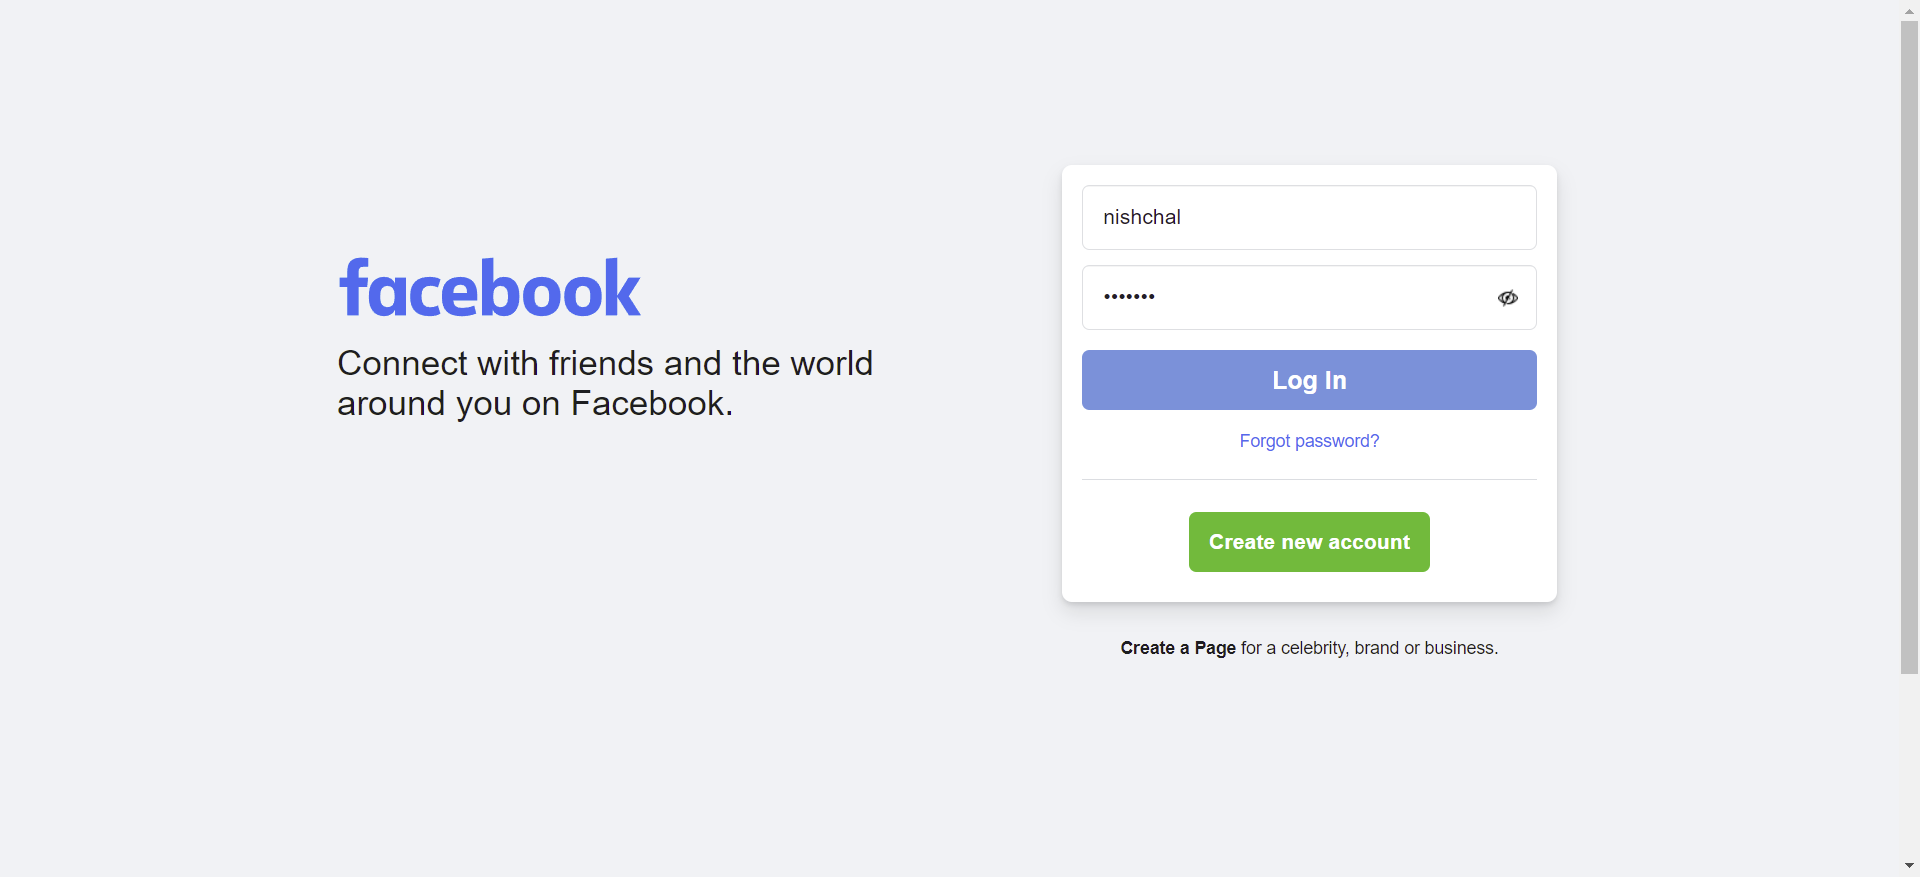 facebook
Connect with friends and the world
around you on Facebook.
nishchal
•••••••
Log In
Forgot password?
Create new account
Create a Page for a celebrity, brand or business.